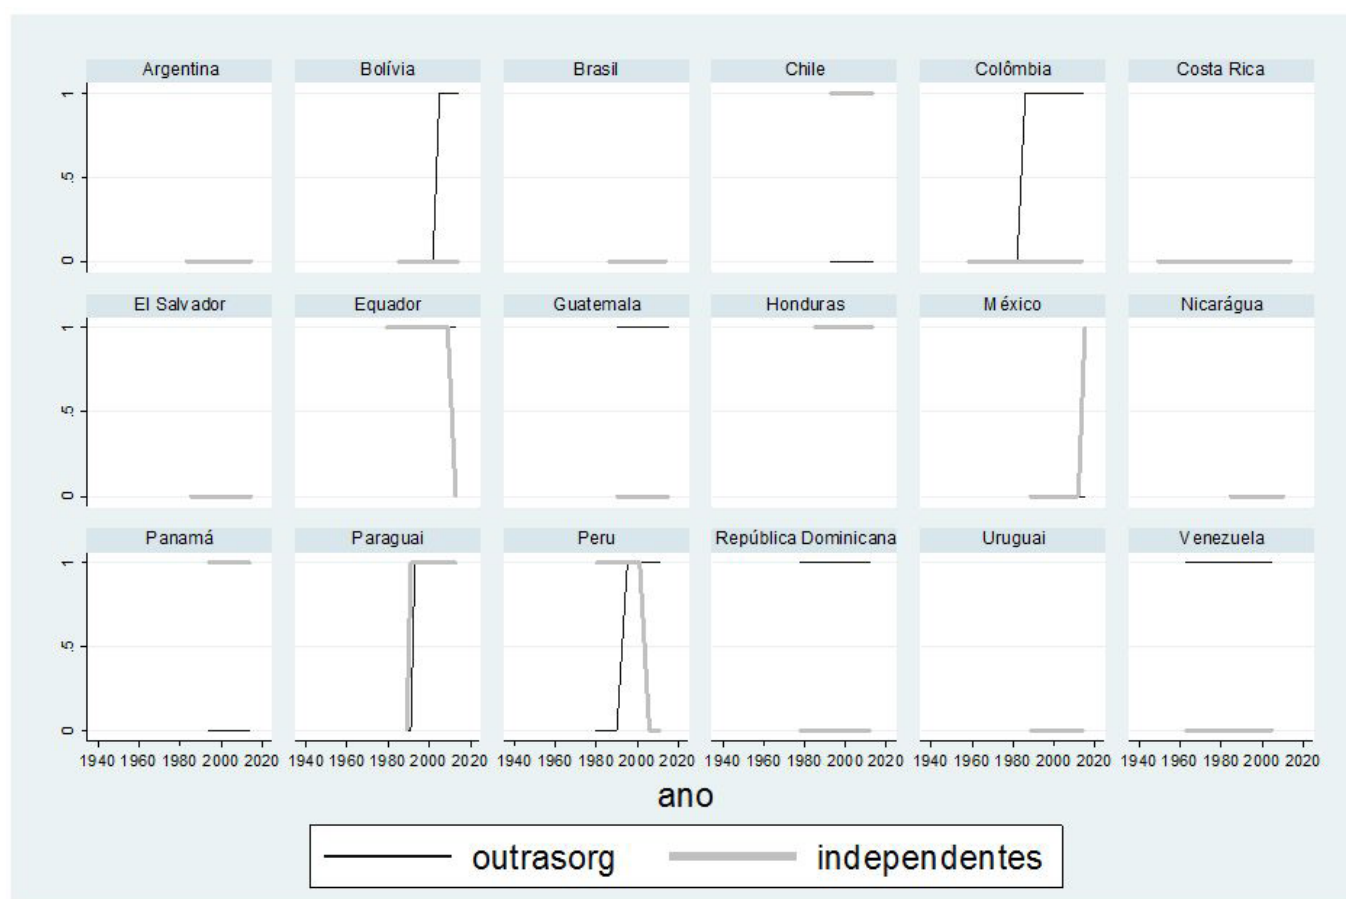 Argentina Bolívia Brasil Chile Colômbia Costa Rica
1
.5
0
El Salvador Equador Guatemala Honduras México Nicarágua
1
.5
0
Panamá Paraguai Peru República Dominicana Uruguai Venezuela
1
.5
0
1940 1960 1980 2000 2020 1940 1960 1980 2000 2020 1940 1960 1980 2000 2020 1940 1960 1980 2000 2020 1940 1960 1980 2000 2020 1940 1960 1980 2000 2020
ano
outrasorg independentes